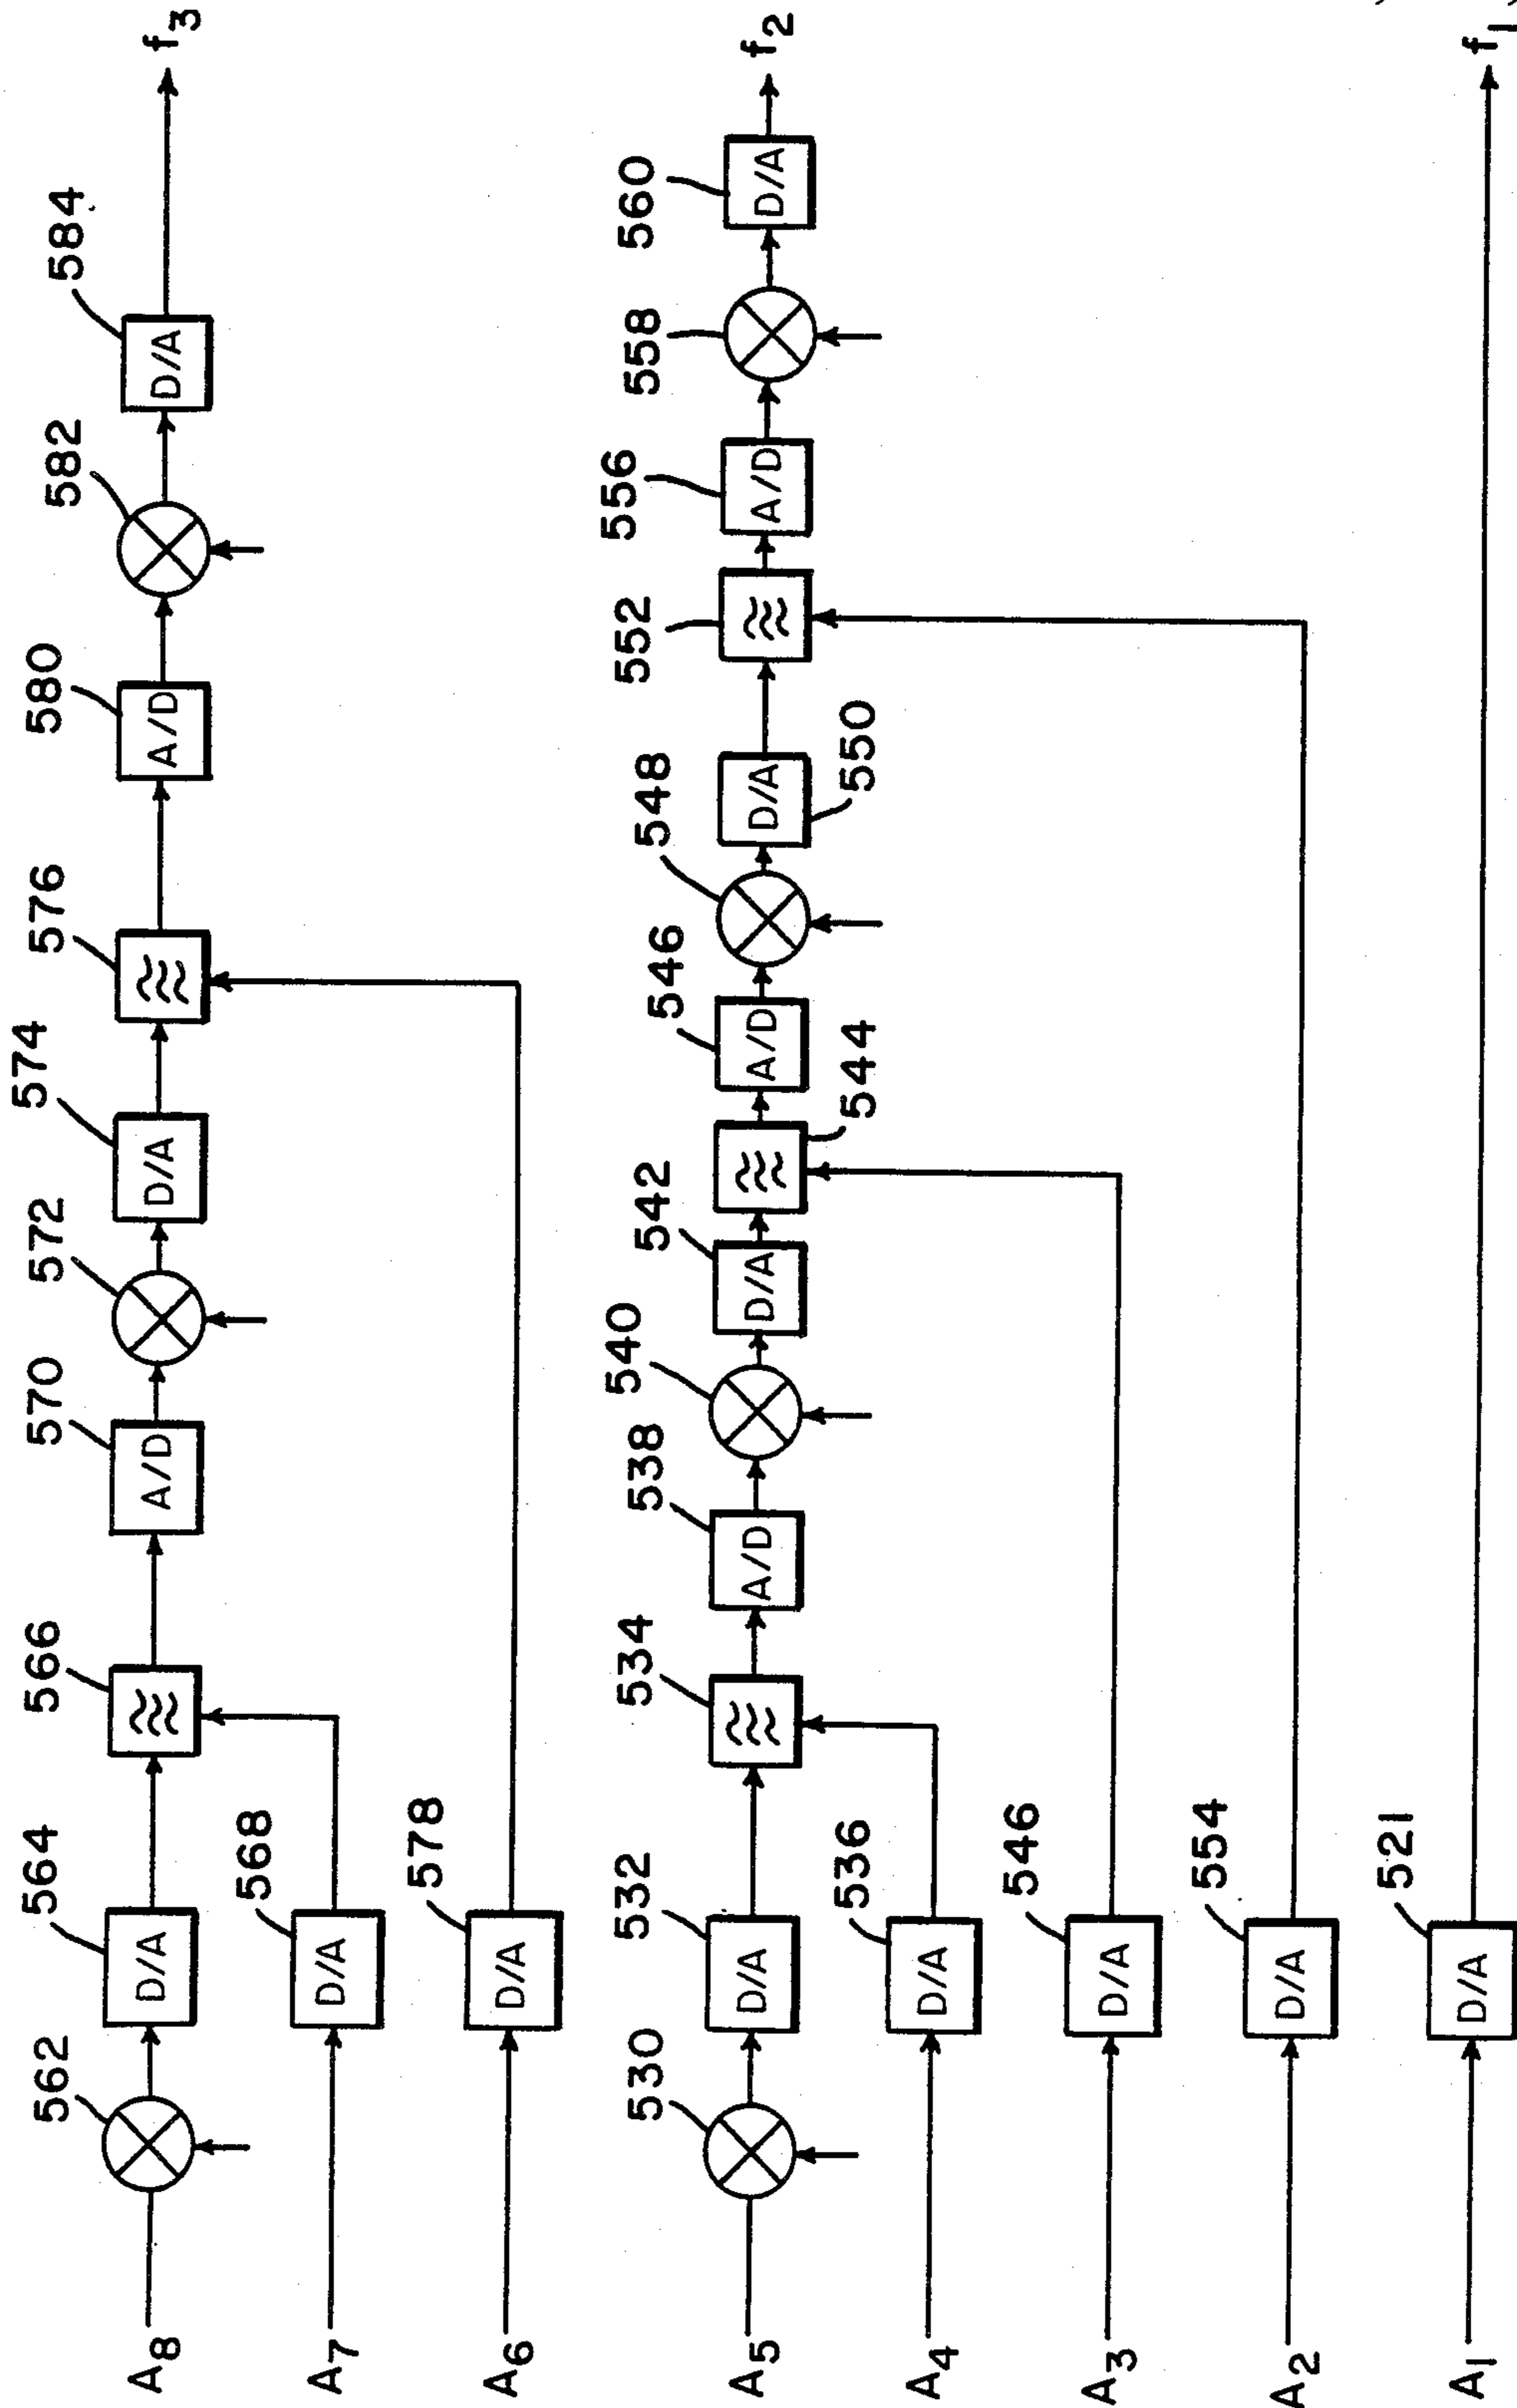 562 564 566 570 572 574 576 580 582 584
A8 D/A A/D D/A A/D D/A f3
568
A7 D/A
578
A6 D/A
530 532 534 538 540 542 546 548 552 556 558 560
A5 D/A A/D D/A A/D D/A A/D D/A f2
544 550
536
A4 D/A
546
A3 D/A
554
A2 D/A
521
A1 D/A f1